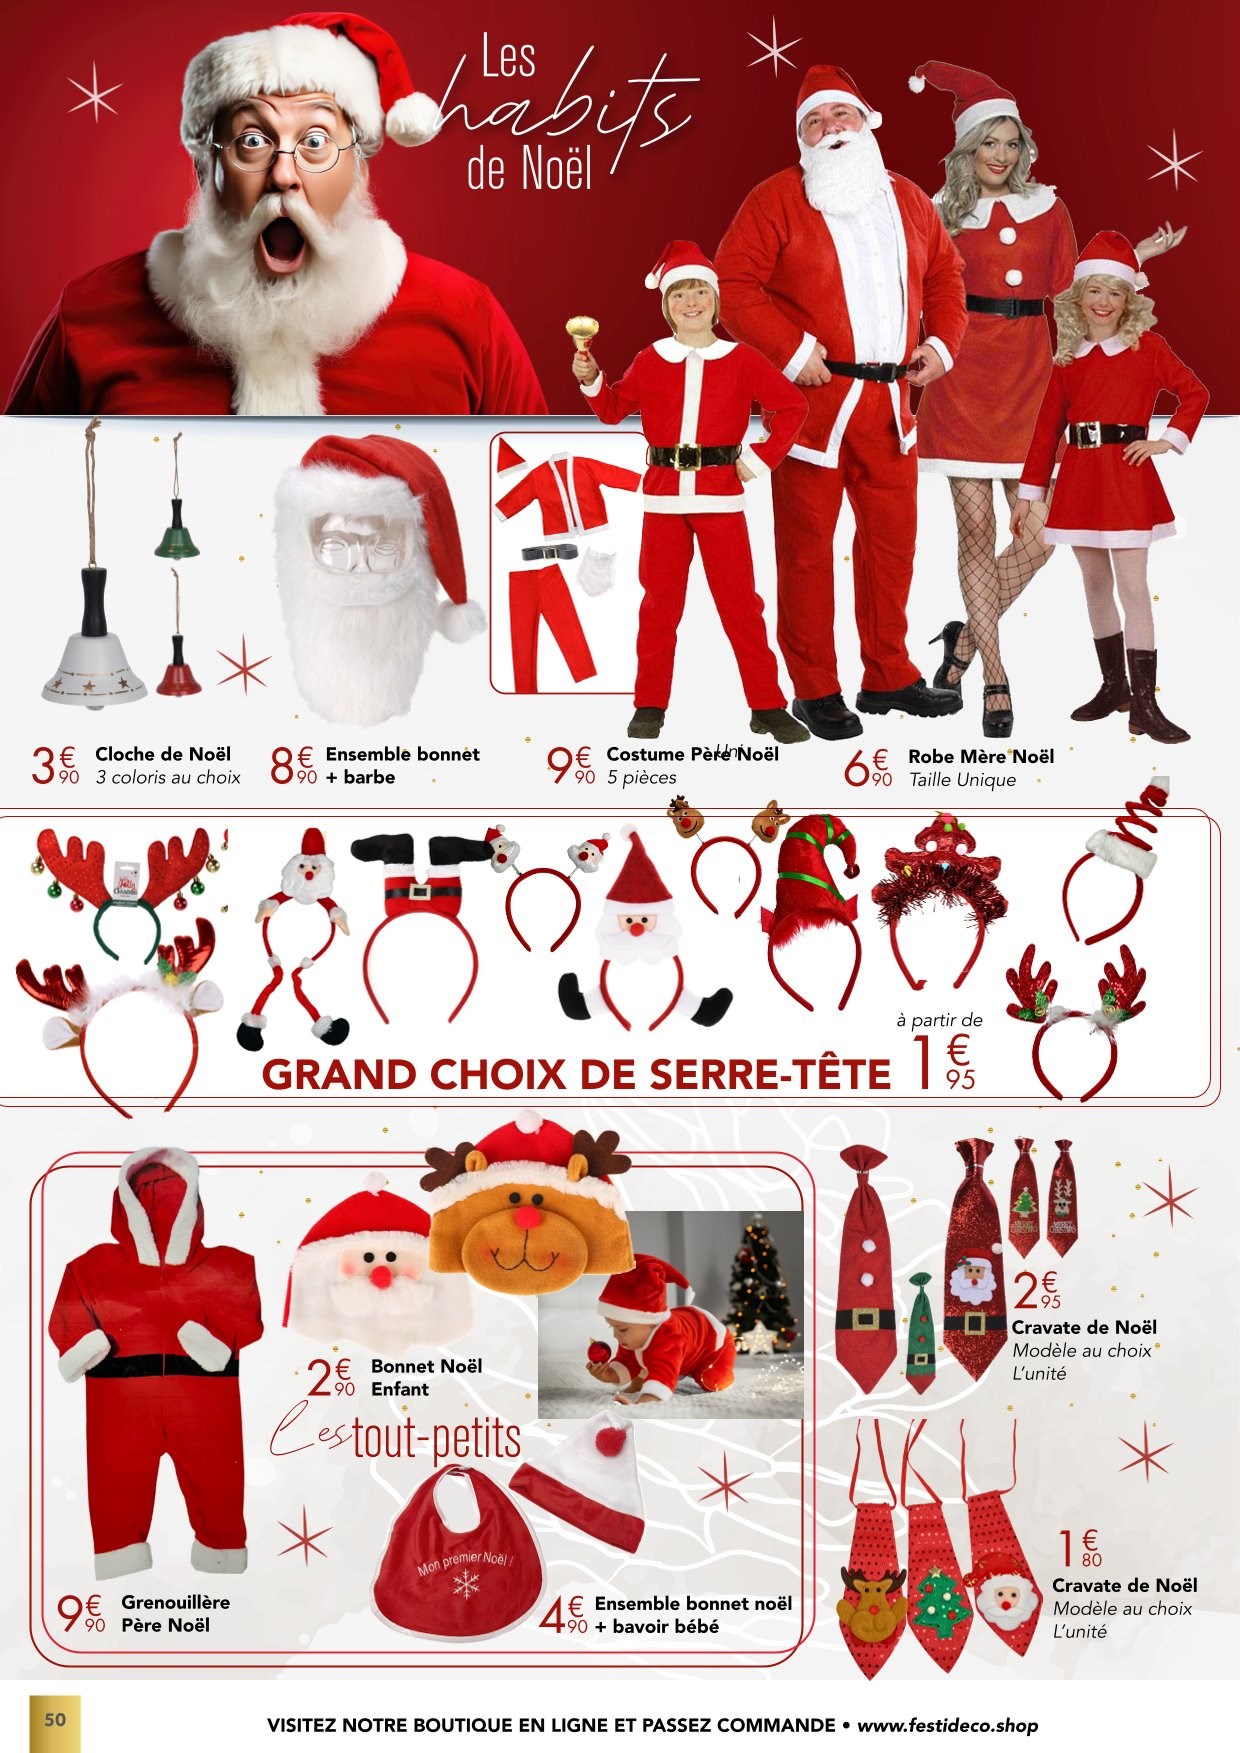 Les
habits
de Noël
3€90 Cloche de Noël
3 coloris au choix
8€90 Ensemble bonnet
+ barbe
Uni
9€90 Costume Père Noël
5 pièces
6€90 Robe Mère Noël
Taille Unique
à partir de
GRAND CHOIX DE SERRE-TÊTE 1€95
2€90 Bonnet Noël
Enfant
Les tout-petits
Mon premier Noël !
9€90 Grenouillère
Père Noël
4€90 Ensemble bonnet noël
+ bavoir bébé
MERRY CHRISTMAS
2€95
Cravate de Noël
Modèle au choix
L'unité
1€80
Cravate de Noël
Modèle au choix
L'unité
50
VISITEZ NOTRE BOUTIQUE EN LIGNE ET PASSEZ COMMANDE • www.festideco.shop